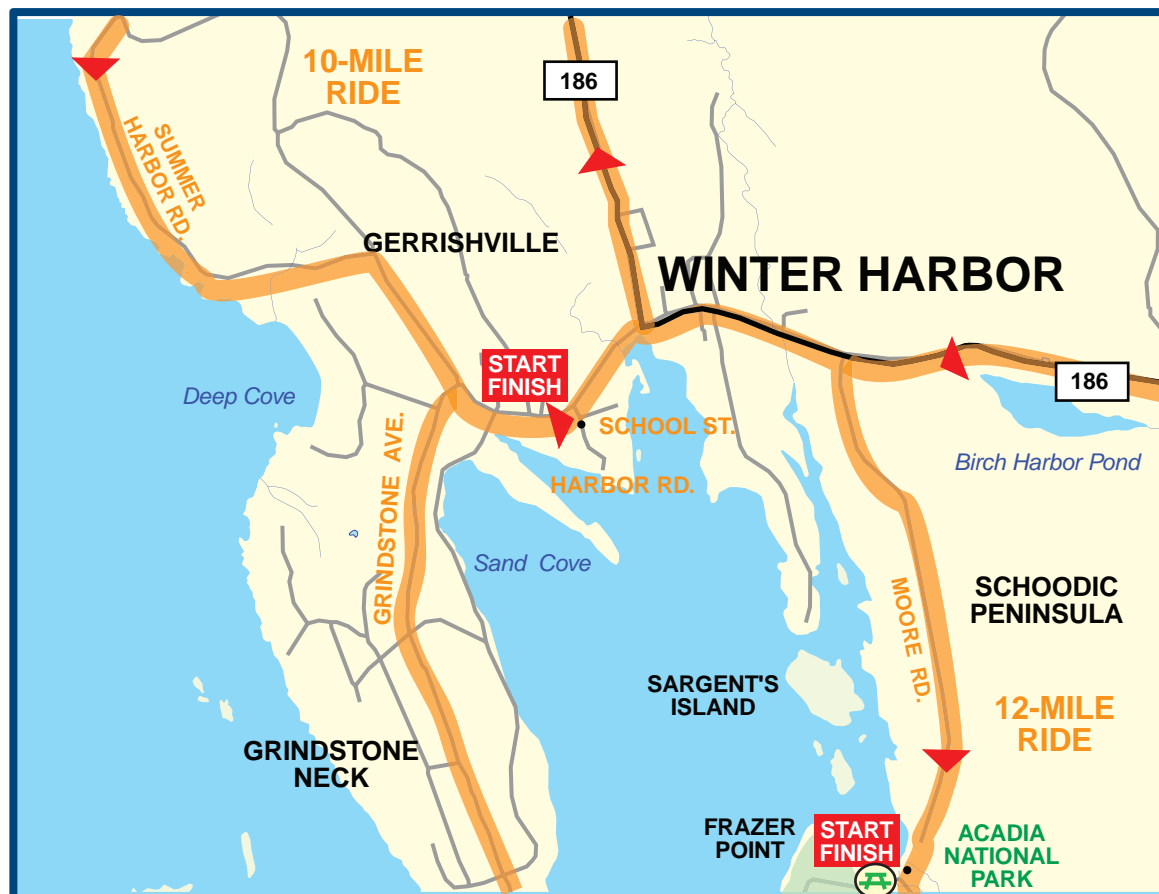 10-MILE
RIDE
186
SUMMER
HARBOR RD.
GERRISHVILLE
WINTER HARBOR
START
FINISH
186
Deep Cove
SCHOOL ST.
Birch Harbor Pond
HARBOR RD.
GRINDSTONE AVE.
Sand Cove
SCHOODIC
PENINSULA
MOORE RD.
SARGENT'S
ISLAND
12-MILE
RIDE
GRINDSTONE
NECK
FRAZER
POINT
START
FINISH
ACADIA
NATIONAL
PARK